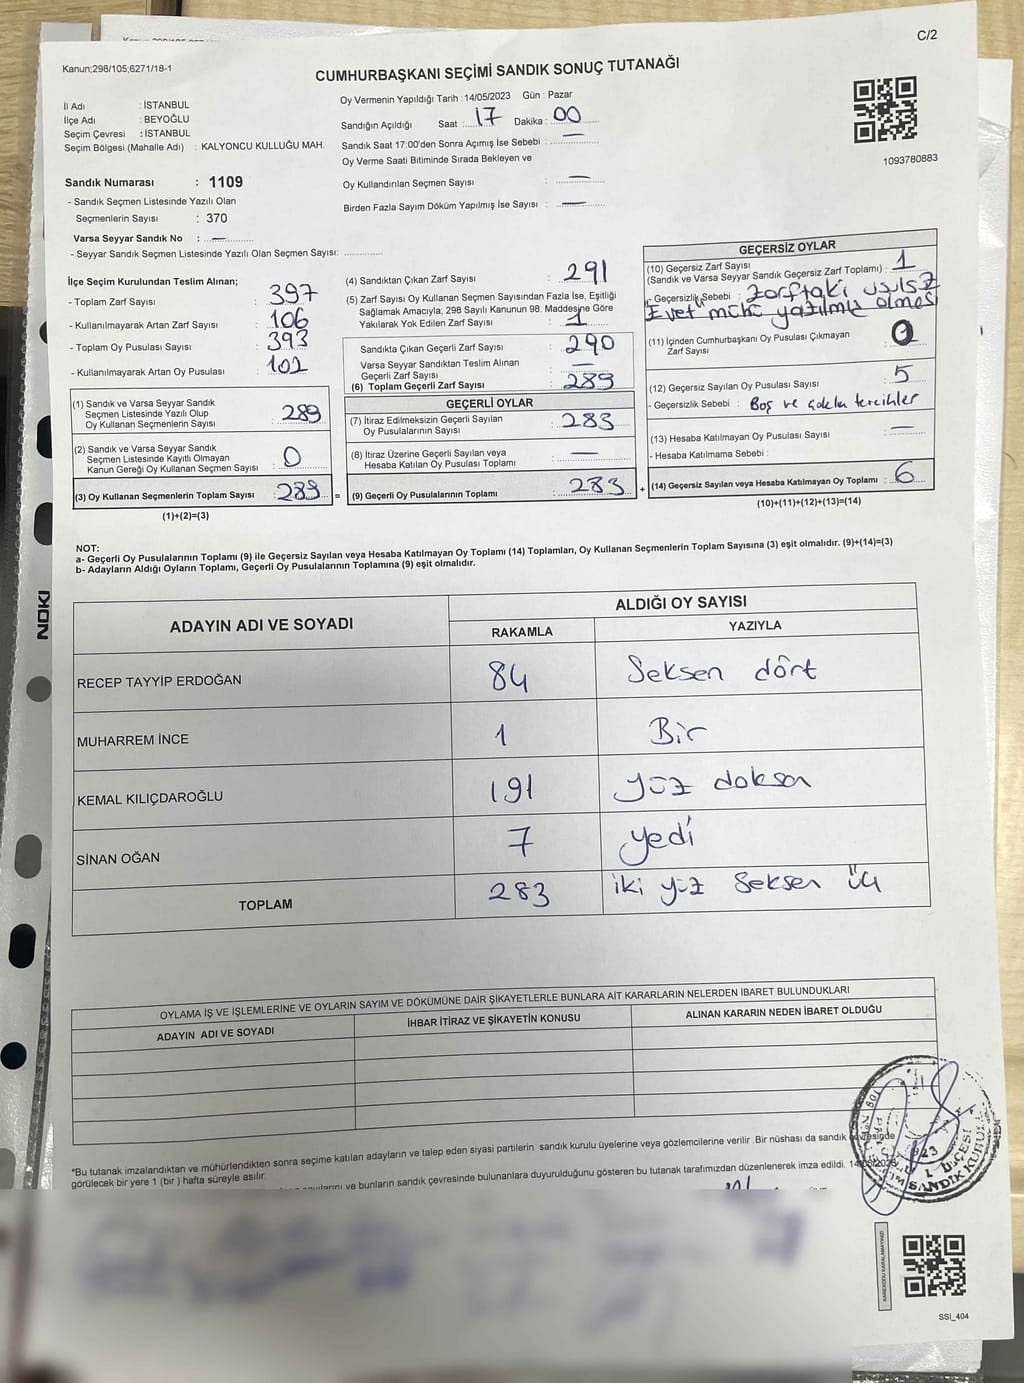 C/2
Kanun;298/105;6271/18-1
CUMHURBAŞKANI SEÇİMİ SANDIK SONUÇ TUTANAĞI
İl Adı : İSTANBUL
İlçe Adı : BEYOĞLU
Seçim Çevresi : İSTANBUL
Seçim Bölgesi (Mahalle Adı) : KALYONCU KULLUĞU MAH.
Oy Vermenin Yapıldığı Tarih : 14/05/2023 Gün : Pazar
Sandığın Açıldığı Saat : 17 Dakika : 00
Sandık Saat 17:00'den Sonra Açımış İse Sebebi : —
Oy Verme Saati Bitiminde Sırada Bekleyen ve
Oy Kullandırılan Seçmen Sayısı : —
Birden Fazla Sayım Döküm Yapılmış İse Sayısı : —
1093780883
Sandık Numarası : 1109
- Sandık Seçmen Listesinde Yazılı Olan
Seçmenlerin Sayısı : 370
Varsa Seyyar Sandık No : —
- Seyyar Sandık Seçmen Listesinde Yazılı Olan Seçmen Sayısı:
İlçe Seçim Kurulundan Teslim Alınan;
- Toplam Zarf Sayısı : 397
- Kullanılmayarak Artan Zarf Sayısı : 106
- Toplam Oy Pusulası Sayısı : 393
- Kullanılmayarak Artan Oy Pusulası : 102
(1) Sandık ve Varsa Seyyar Sandık
Seçmen Listesinde Yazılı Olup
Oy Kullanan Seçmenlerin Sayısı : 289
(2) Sandık ve Varsa Seyyar Sandık
Seçmen Listesinde Kayıtlı Olmayan
Kanun Gereği Oy Kullanan Seçmen Sayısı : 0
(3) Oy Kullanan Seçmenlerin Toplam Sayısı : 289 =
(1)+(2)=(3)
(4) Sandıktan Çıkan Zarf Sayısı : 291
(5) Zarf Sayısı Oy Kullanan Seçmen Sayısından Fazla İse, Eşitliği
Sağlamak Amacıyla; 298 Sayılı Kanunun 98. Maddesine Göre
Yakılarak Yok Edilen Zarf Sayısı : 1
Sandıkta Çıkan Geçerli Zarf Sayısı : 290
Varsa Seyyar Sandıktan Teslim Alınan
Geçerli Zarf Sayısı : —
(6) Toplam Geçerli Zarf Sayısı : 289
GEÇERLİ OYLAR
(7) İtiraz Edilmeksizin Geçerli Sayılan
Oy Pusulalarının Sayısı : 283
(8) İtiraz Üzerine Geçerli Sayılan veya
Hesaba Katılan Oy Pusulası Toplamı : —
(9) Geçerli Oy Pusulalarının Toplamı : 283 +
GEÇERSİZ OYLAR
(10) Geçersiz Zarf Sayısı
(Sandık ve Varsa Seyyar Sandık Geçersiz Zarf Toplamı) : 1
- Geçersizlik Sebebi : Zarftaki usulsüz
"Evet" mühü yazılmış olması
(11) İçinden Cumhurbaşkanı Oy Pusulası Çıkmayan
Zarf Sayısı : 0
(12) Geçersiz Sayılan Oy Pusulası Sayısı : 5
- Geçersizlik Sebebi : Boş ve çoklu tercihler
(13) Hesaba Katılmayan Oy Pusulası Sayısı : —
- Hesaba Katılmama Sebebi :
(14) Geçersiz Sayılan veya Hesaba Katılmayan Oy Toplamı : 6
(10)+(11)+(12)+(13)=(14)
NOT:
a- Geçerli Oy Pusulalarının Toplamı (9) ile Geçersiz Sayılan veya Hesaba Katılmayan Oy Toplamı (14) Toplamları, Oy Kullanan Seçmenlerin Toplam Sayısına (3) eşit olmalıdır. (9)+(14)=(3)
b- Adayların Aldığı Oyların Toplamı, Geçerli Oy Pusulalarının Toplamına (9) eşit olmalıdır.
ADAYIN ADI VE SOYADI
ALDIĞI OY SAYISI
RAKAMLA YAZIYLA
RECEP TAYYİP ERDOĞAN 84 Seksen dört
MUHARREM İNCE 1 Bir
KEMAL KILIÇDAROĞLU 191 yüz doksan
SİNAN OĞAN 7 yedi
TOPLAM 283 iki yüz Seksen üç
OYLAMA İŞ VE İŞLEMLERİNE VE OYLARIN SAYIM VE DÖKÜMÜNE DAİR ŞİKAYETLERLE BUNLARA AİT KARARLARIN NELERDEN İBARET BULUNDUKLARI
ADAYIN ADI VE SOYADI İHBAR İTİRAZ VE ŞİKAYETİN KONUSU ALINAN KARARIN NEDEN İBARET OLDUĞU
*Bu tutanak imzalandıktan ve mühürlendikten sonra seçime katılan adayların ve talep eden siyasi partilerin sandık kurulu üyelerine veya gözlemcilerine verilir. Bir nüshası da sandık çevresinde
görülecek bir yere 1 (bir ) hafta süreyle asılır.
ve bunların sandık çevresinde bulunanlara duyurulduğunu gösteren bu tutanak tarafımızdan düzenlenerek imza edildi.
İLÇESİ
SANDIK KURULU
KAREKODU KARALAMAYINIZ!
SSI_404
NOKI